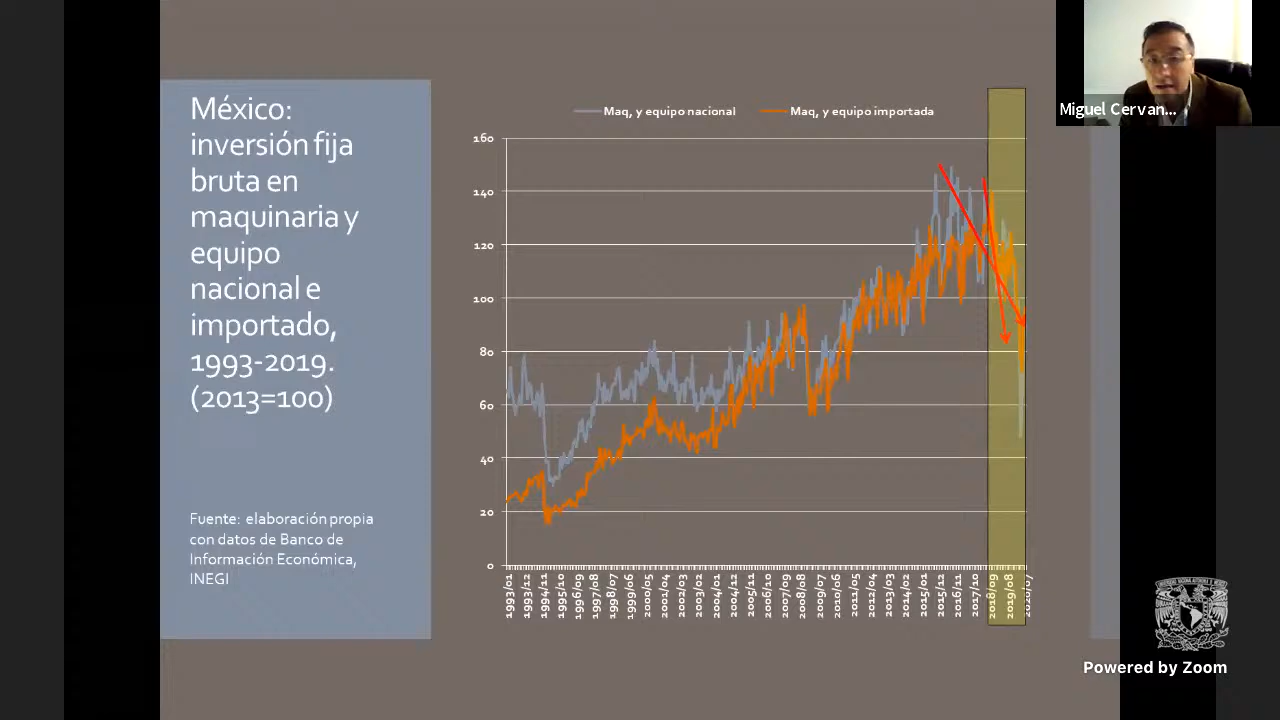 México:
inversión fija
bruta en
maquinaria y
equipo
nacional e
importado,
1993-2019.
(2013=100)
Fuente: elaboración propia
con datos de Banco de
Información Económica,
INEGI
Maq, y equipo nacional
Maq, y equipo importada
160
140
120
100
80
60
40
20
0
1993/01
1993/12
1994/11
1995/10
1996/09
1997/08
1998/07
1999/06
2000/05
2001/04
2002/03
2003/02
2004/01
2004/12
2005/11
2006/10
2007/09
2008/08
2009/07
2010/06
2011/05
2012/04
2013/03
2014/02
2015/01
2015/12
2016/11
2017/10
2018/09
2019/08
2020/07
Miguel Cervan...
Powered by Zoom